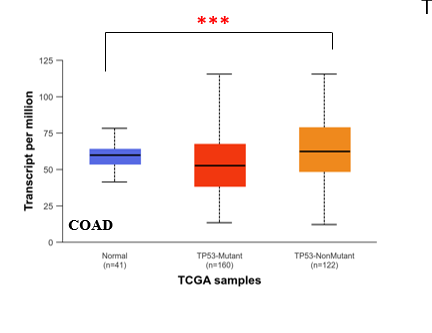 T
***
Transcript per million
125
100
75
50
25
0
COAD
Normal
(n=41)
TP53-Mutant
(n=160)
TP53-NonMutant
(n=122)
TCGA samples